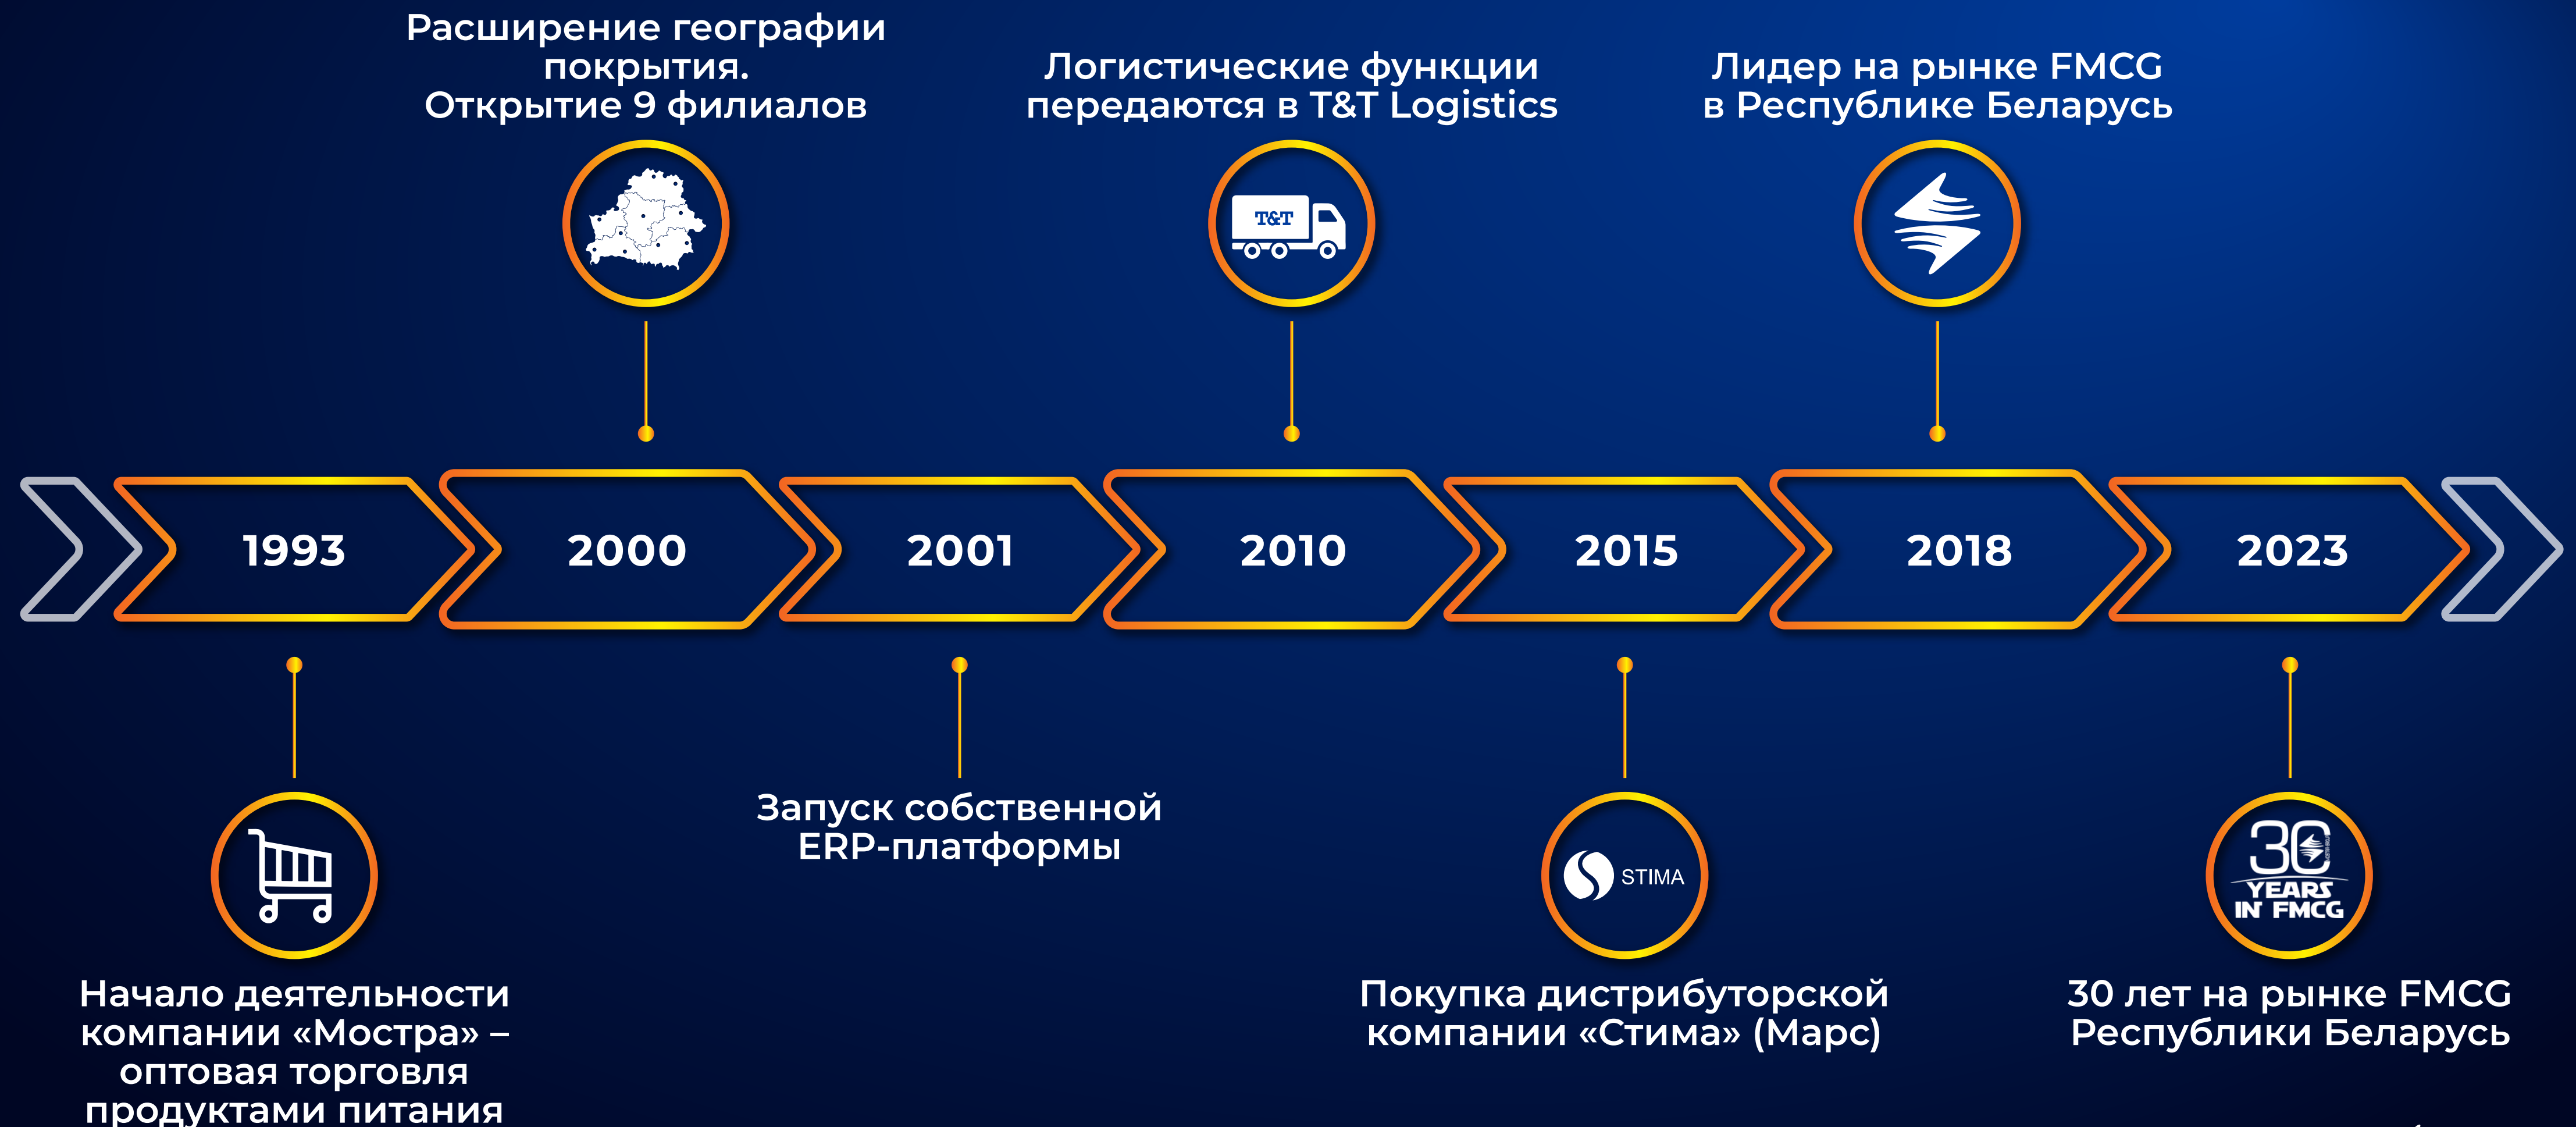 Расширение географии
покрытия.
Открытие 9 филиалов
Логистические функции
передаются в T&T Logistics
Лидер на рынке FMCG
в Республике Беларусь
T&T
1993
2000
2001
2010
2015
2018
2023
Начало деятельности
компании «Мостра» –
оптовая торговля
продуктами питания
Запуск собственной
ERP-платформы
STIMA
Покупка дистрибуторской
компании «Стима» (Марс)
30
YEARS
IN FMCG
30 лет на рынке FMCG
Республики Беларусь